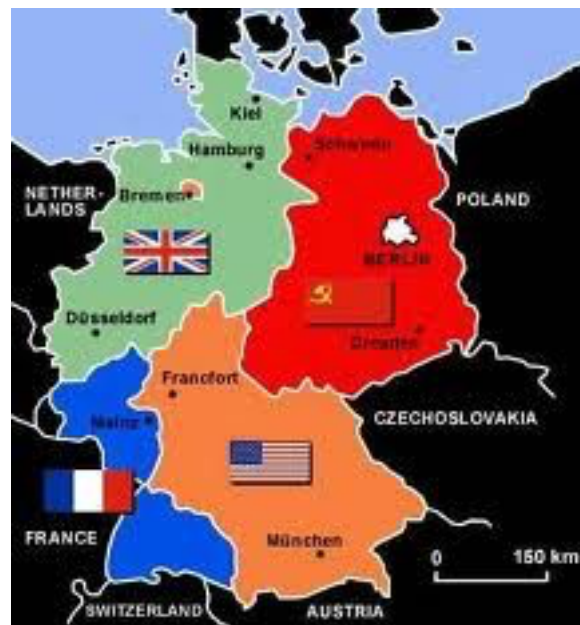 Kiel
Schwerin
Hamburg
NETHER-
LANDS
Bremen
POLAND
BERLIN
Düsseldorf
Dresden
Francfort
Mainz
CZECHOSLOVAKIA
FRANCE
München
0 150 km
SWITZERLAND
AUSTRIA